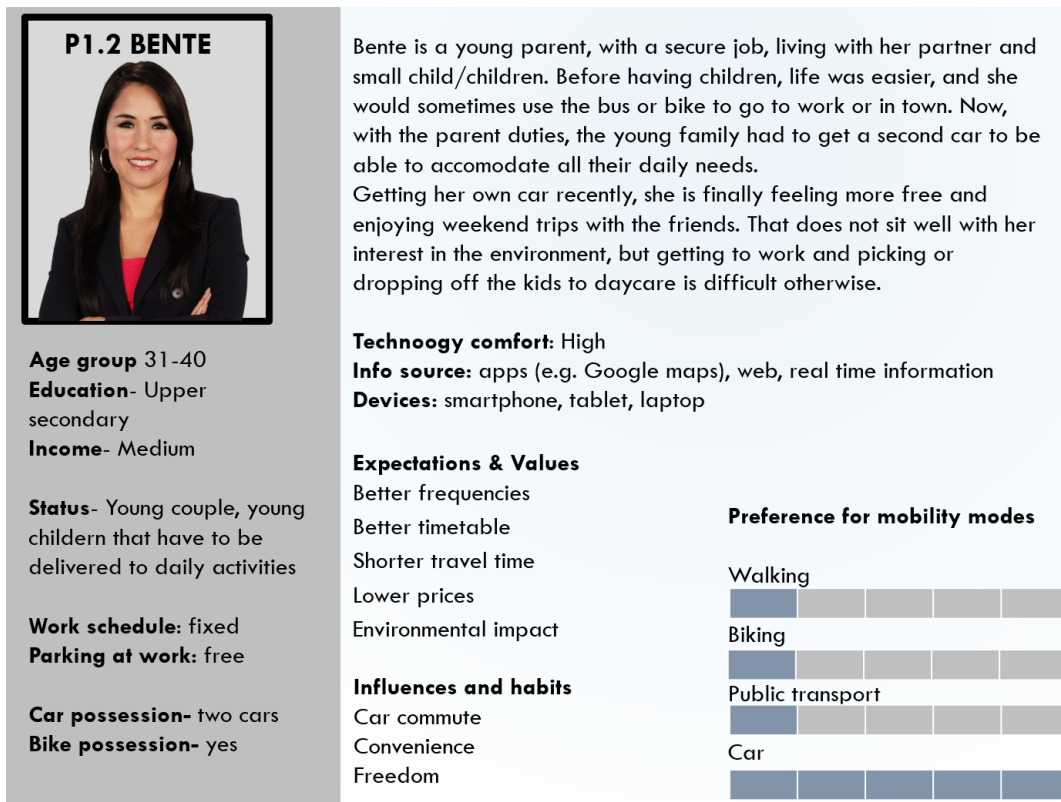 P1.2 BENTE
Age group 31-40
Education- Upper
secondary
Income- Medium
Status- Young couple, young
childern that have to be
delivered to daily activities
Work schedule: fixed
Parking at work: free
Car possession- two cars
Bike possession- yes
Bente is a young parent, with a secure job, living with her partner and
small child/children. Before having children, life was easier, and she
would sometimes use the bus or bike to go to work or in town. Now,
with the parent duties, the young family had to get a second car to be
able to accomodate all their daily needs.
Getting her own car recently, she is finally feeling more free and
enjoying weekend trips with the friends. That does not sit well with her
interest in the environment, but getting to work and picking or
dropping off the kids to daycare is difficult otherwise.
Technoogy comfort: High
Info source: apps (e.g. Google maps), web, real time information
Devices: smartphone, tablet, laptop
Expectations & Values
Better frequencies
Better timetable
Shorter travel time
Lower prices
Environmental impact
Influences and habits
Car commute
Convenience
Freedom
Preference for mobility modes
Walking
Biking
Public transport
Car